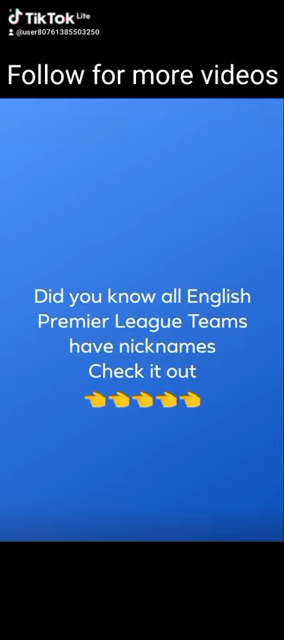 TikTok Lite
@user80761385503250
Follow for more videos
Did you know all English
Premier League Teams
have nicknames
Check it out
👈👈👈👈👈